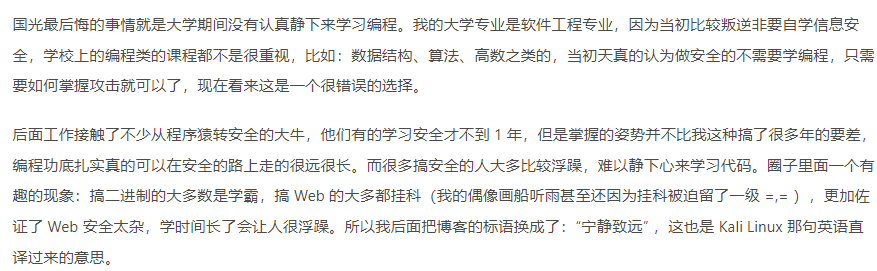 国光最后悔的事情就是大学期间没有认真静下来学习编程。我的大学专业是软件工程专业，因为当初比较叛逆非要自学信息安
全，学校上的编程类的课程都不是很重视，比如：数据结构、算法、高数之类的，当初天真的认为做安全的不需要学编程，只需
要如何掌握攻击就可以了，现在看来这是一个很错误的选择。
后面工作接触了不少从程序猿转安全的大牛，他们有的学习安全才不到 1 年，但是掌握的姿势并不比我这种搞了很多年的要差，
编程功底扎实真的可以在安全的路上走的很远很长。而很多搞安全的人大多比较浮躁，难以静下心来学习代码。圈子里面一个有
趣的现象：搞二进制的大多数是学霸，搞 Web 的大多都挂科（我的偶像画船听雨甚至还因为挂科被迫留了一级 =,= ），更加佐
证了 Web 安全太杂，学时间长了会让人很浮躁。所以我后面把博客的标语换成了：“宁静致远”，这也是 Kali Linux 那句英语直
译过来的意思。